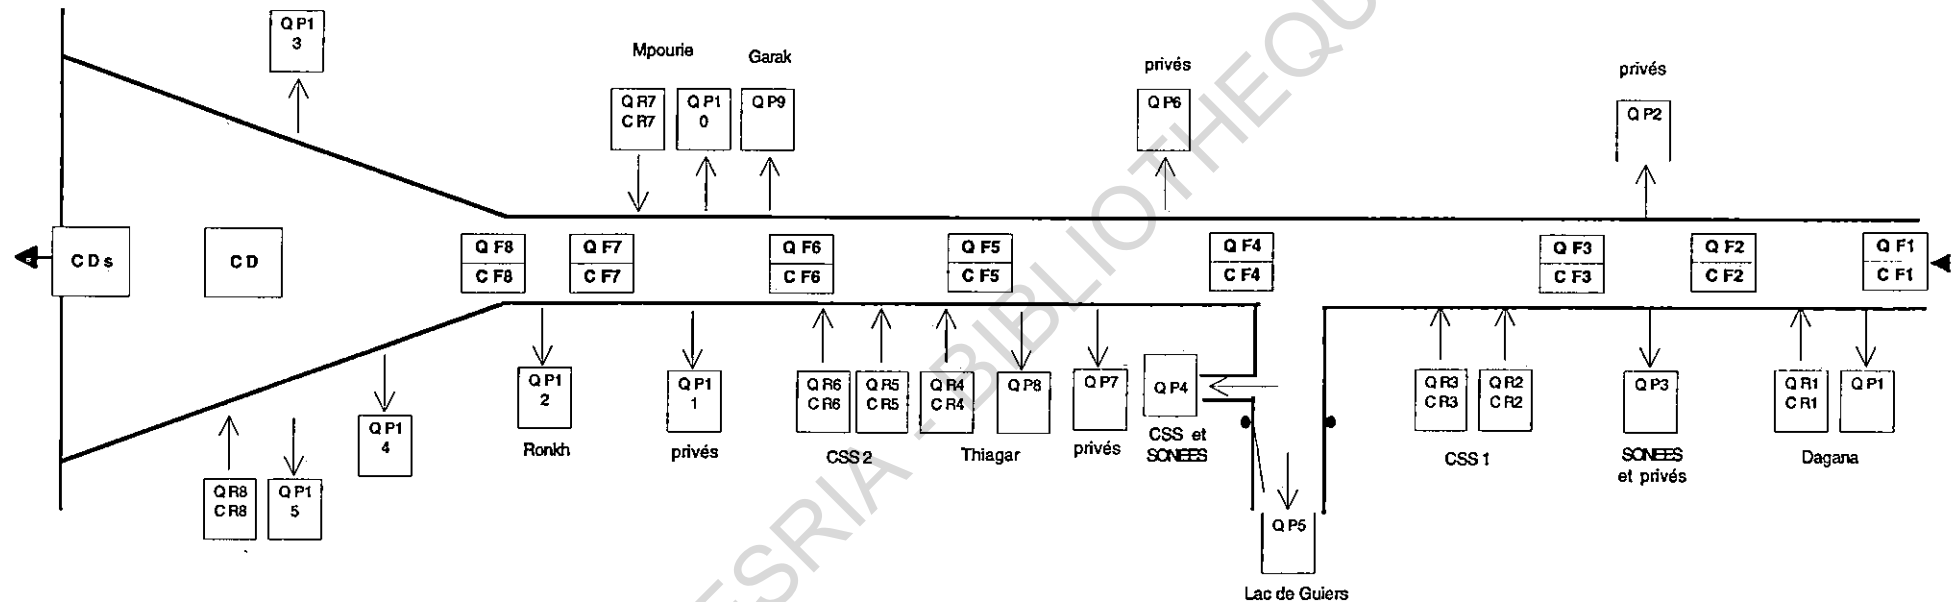 Q P1
3
Mpourie
Garak
privés
privés
Q R7
C R7
Q P1
0
Q P9
Q P6
Q P2
C D s
C D
Q F8
C F8
Q F7
C F7
Q F6
C F6
Q F5
C F5
Q F4
C F4
Q F3
C F3
Q F2
C F2
Q F1
C F1
Q P1
2
Q P1
1
Q R6
C R6
Q R5
C R5
Q R4
C R4
Q P8
Q P7
Q P4
Q R3
C R3
Q R2
C R2
Q P3
Q R1
C R1
Q P1
Q P1
4
Ronkh
privés
CSS 2
Thiagar
privés
CSS et
SONEES
CSS 1
SONEES
et privés
Dagana
Q R8
C R8
Q P1
5
Q P5
Lac de Guiers
ESRIA - BIBLIOTHEQU